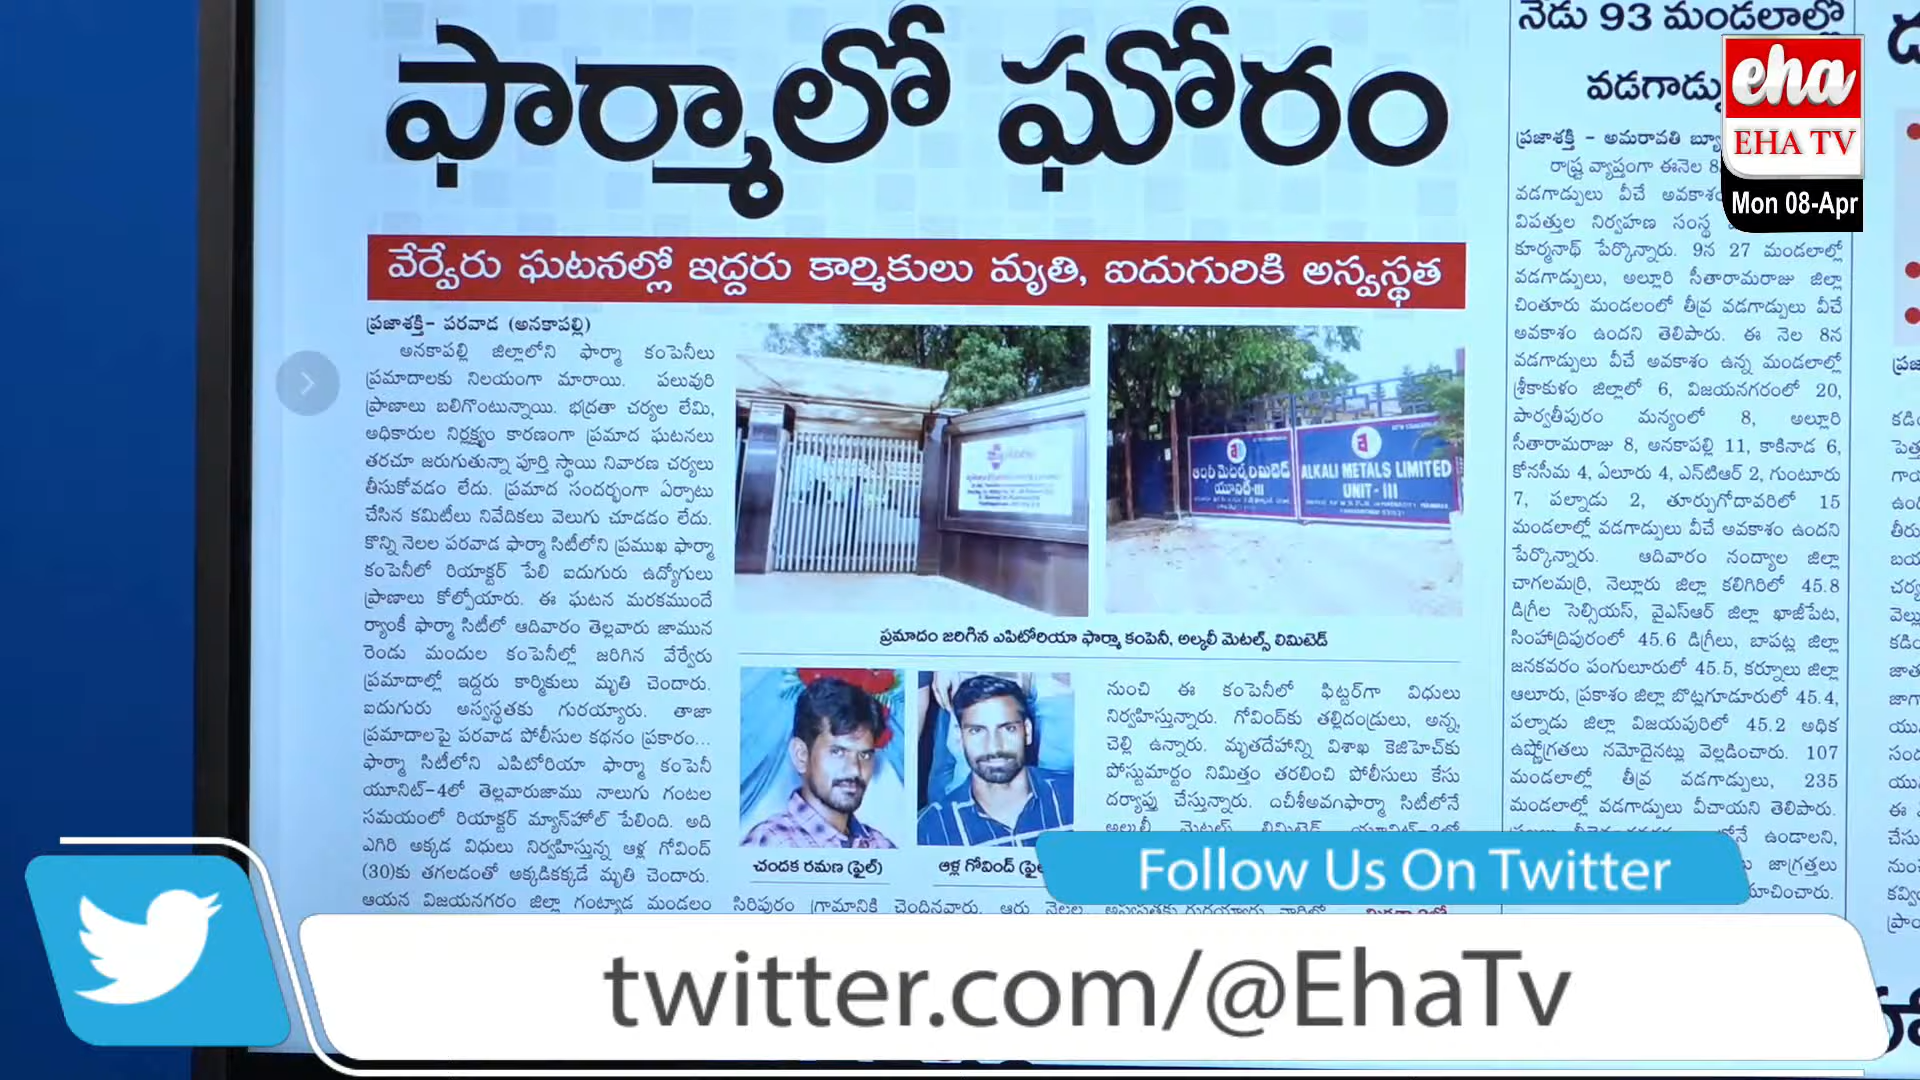 ఫార్మాలో ఘోరం
వేర్వేరు ఘటనల్లో ఇద్దరు కార్మికులు మృతి, ఐదుగురికి అస్వస్థత
ప్రజాశక్తి- పరవాడ (అనకాపల్లి)
అనకాపల్లి జిల్లాలోని ఫార్మా కంపెనీలు
ప్రమాదాలకు నిలయంగా మారాయి. పలువురి
ప్రాణాలు బలిగొంటున్నాయి. భద్రతా చర్యల లేమి,
అధికారుల నిర్లక్ష్యం కారణంగా ప్రమాద ఘటనలు
తరచూ జరుగుతున్నా పూర్తి స్థాయి నివారణ చర్యలు
తీసుకోవడం లేదు. ప్రమాద సందర్భంగా ఏర్పాటు
చేసిన కమిటీలు నివేదికలు వెలుగు చూడడం లేదు.
కొన్ని నెలల పరవాడ ఫార్మా సిటీలోని ప్రముఖ ఫార్మా
కంపెనీలో రియాక్టర్ పేలి ఐదుగురు ఉద్యోగులు
ప్రాణాలు కోల్పోయారు. ఈ ఘటన మరకముందే
ర్యాంకీ ఫార్మా సిటీలో ఆదివారం తెల్లవారు జామున
రెండు మందుల కంపెనీల్లో జరిగిన వేర్వేరు
ప్రమాదాల్లో ఇద్దరు కార్మికులు మృతి చెందారు.
ఐదుగురు అస్వస్థతకు గురయ్యారు. తాజా
ప్రమాదాలపై పరవాడ పోలీసుల కథనం ప్రకారం...
ఫార్మా సిటీలోని ఎపిటోరియా ఫార్మా కంపెనీ
యూనిట్-4లో తెల్లవారుజాము నాలుగు గంటల
సమయంలో రియాక్టర్ మ్యాన్‌హోల్ పేలింది. అది
ఎగిరి అక్కడ విధులు నిర్వహిస్తున్న ఆళ్ల గోవింద్
(30)కు తగలడంతో అక్కడికక్కడే మృతి చెందారు.
ఆయన విజయనగరం జిల్లా గంట్యాడ మండలం
ఆల్కలీ మెటల్స్ లిమిటెడ్
యూనిట్-III
ALKALI METALS LIMITED
UNIT - III
ప్రమాదం జరిగిన ఎపిటోరియా ఫార్మా కంపెనీ, అల్కలీ మెటల్స్ లిమిటెడ్
చందక రమణ (ఫైల్)
ఆళ్ల గోవింద్
సిరిపురం గ్రామానికి చెందినవారు. ఆరు నెలల
నుంచి ఈ కంపెనీలో ఫిట్టర్‌గా విధులు
నిర్వహిస్తున్నారు. గోవింద్‌కు తల్లిదండ్రులు, అన్న,
చెల్లి ఉన్నారు. మృతదేహాన్ని విశాఖ కెజిహెచ్‌కు
పోస్టుమార్టం నిమిత్తం తరలించి పోలీసులు కేసు
దర్యాప్తు చేస్తున్నారు. ఫార్మా సిటీలోనే
నేడు 93 మండలాల్లో
వడగాడ్పు
ప్రజాశక్తి - అమరావతి
రాష్ట్ర వ్యాప్తంగా ఈనెల
వడగాడ్పులు వీచే
విపత్తుల నిర్వహణ సంస్థ
కూర్మనాథ్ పేర్కొన్నారు. 9న 27 మండలాల్లో
వడగాడ్పులు, అల్లూరి సీతారామరాజు జిల్లా
చింతూరు మండలంలో తీవ్ర వడగాడ్పులు వీచే
అవకాశం ఉందని తెలిపారు. ఈ నెల 8న
వడగాడ్పులు వీచే అవకాశం ఉన్న మండలాల్లో
శ్రీకాకుళం జిల్లాలో 6, విజయనగరంలో 20,
పార్వతీపురం మన్యంలో 8, అల్లూరి
సీతారామరాజు 8, అనకాపల్లి 11, కాకినాడ 6,
కోనసీమ 4, ఏలూరు 4, ఎన్‌టిఆర్ 2, గుంటూరు
7, పల్నాడు 2, తూర్పుగోదావరిలో 15
మండలాల్లో వడగాడ్పులు వీచే అవకాశం ఉందని
పేర్కొన్నారు. ఆదివారం నంద్యాల జిల్లా
చాగలమర్రి, నెల్లూరు జిల్లా కలిగిరిలో 45.8
డిగ్రీల సెల్సియస్, వైఎస్‌ఆర్ జిల్లా ఖాజీపేట,
సింహాద్రిపురంలో 45.6 డిగ్రీలు, బాపట్ల జిల్లా
జనకవరం పంగులూరులో 45.5, కర్నూలు జిల్లా
ఆలూరు, ప్రకాశం జిల్లా బొట్లగూడూరులో 45.4,
పల్నాడు జిల్లా విజయపురిలో 45.2 అధిక
ఉష్ణోగ్రతలు నమోదైనట్లు వెల్లడించారు. 107
మండలాల్లో తీవ్ర వడగాడ్పులు, 235
మండలాల్లో వడగాడ్పులు వీచాయని తెలిపారు.
ఉండాలని,
జాగ్రత్తలు
eha
EHA TV
Mon 08-Apr
Follow Us On Twitter
twitter.com/@EhaTv